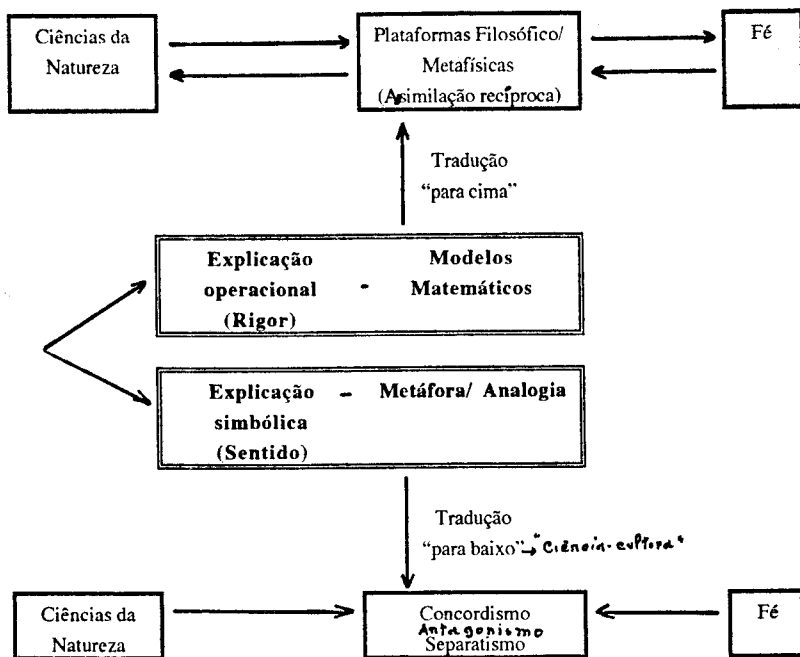 Ciências da
Natureza
Plataformas Filosófico/
Metafísicas
(Asimilação recíproca)
Fé
Tradução
“para cima”
Explicação
operacional
(Rigor)
-
Modelos
Matemáticos
Explicação
simbólica
(Sentido)
-
Metáfora/ Analogia
Tradução
“para baixo” → "Ciência-cultura"
Ciências da
Natureza
Concordismo
Antagonismo
Separatismo
Fé